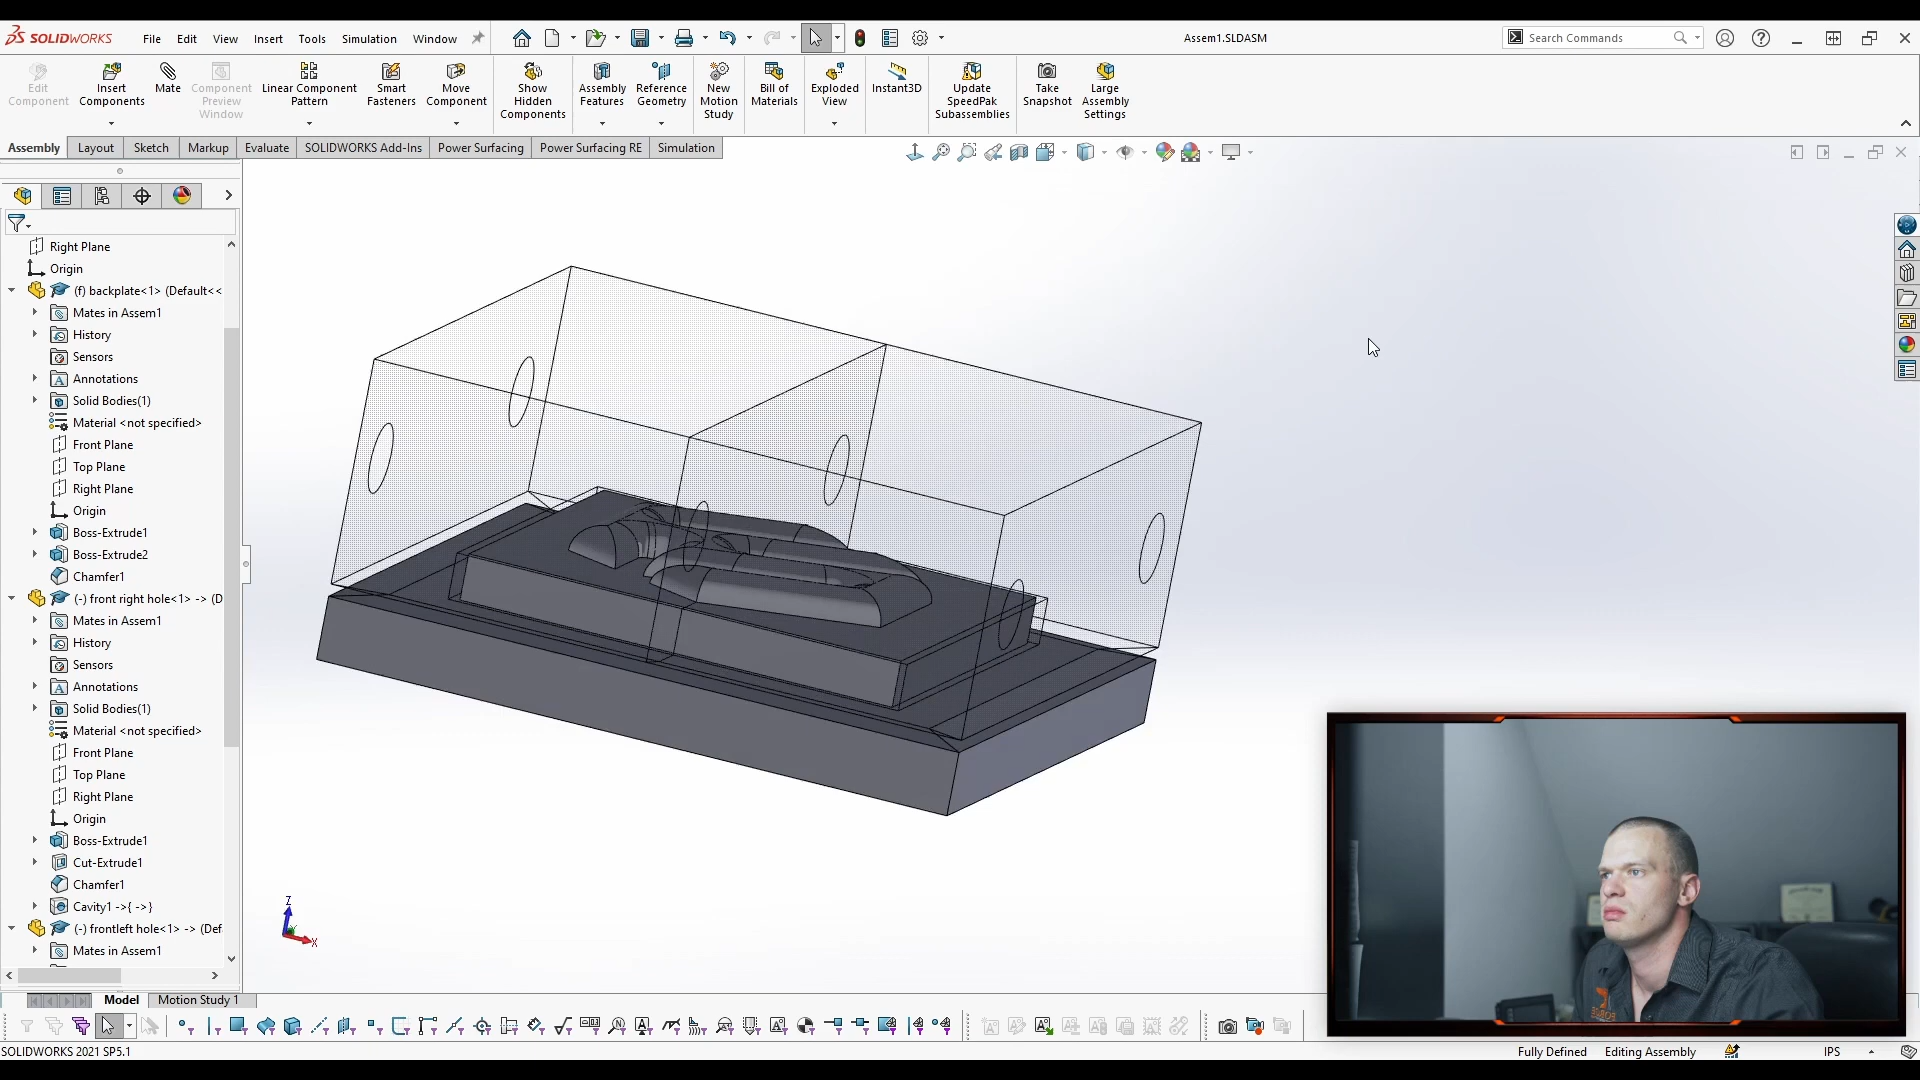 SOLIDWORKS File Edit View Insert Tools Simulation Window Assem1.SLDASM Search Commands
Edit Component
Insert Components
Mate
Component Preview Window
Linear Component Pattern
Smart Fasteners
Move Component
Show Hidden Components
Assembly Features
Reference Geometry
New Motion Study
Bill of Materials
Exploded View
Instant3D
Update SpeedPak Subassemblies
Take Snapshot
Large Assembly Settings
Assembly Layout Sketch Markup Evaluate SOLIDWORKS Add-Ins Power Surfacing Power Surfacing RE Simulation
Right Plane
Origin
(f) backplate<1> (Default<<
Mates in Assem1
History
Sensors
Annotations
Solid Bodies(1)
Material <not specified>
Front Plane
Top Plane
Right Plane
Origin
Boss-Extrude1
Boss-Extrude2
Chamfer1
(-) front right hole<1> -> (D
Mates in Assem1
History
Sensors
Annotations
Solid Bodies(1)
Material <not specified>
Front Plane
Top Plane
Right Plane
Origin
Boss-Extrude1
Cut-Extrude1
Chamfer1
Cavity1 ->{ ->}
(-) frontleft hole<1> -> (Def
Mates in Assem1
Z
X
Model Motion Study 1
SOLIDWORKS 2021 SP5.1 Fully Defined Editing Assembly IPS